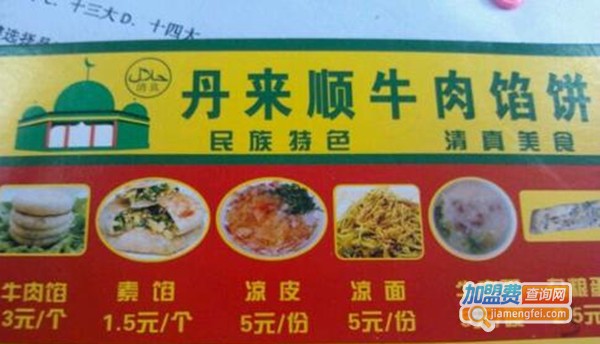 C. 十三大 D. 十四大
حلال
清真
丹来顺牛肉馅饼
民族特色 清真美食
牛肉馅 素馅 凉皮 凉面
3元/个 1.5元/个 5元/份 5元/份
加盟费查询网
jiamengfei.com